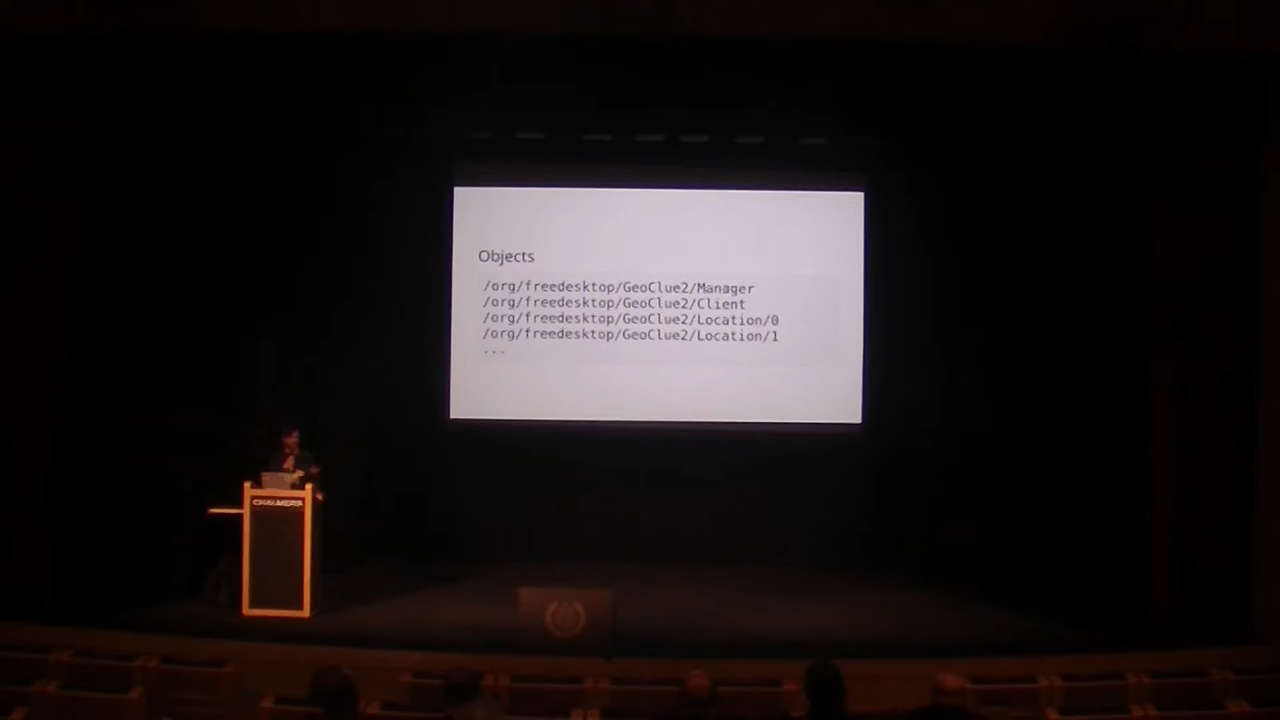 Objects
/org/freedesktop/GeoClue2/Manager
/org/freedesktop/GeoClue2/Client
/org/freedesktop/GeoClue2/Location/0
/org/freedesktop/GeoClue2/Location/1
...
CHALMERS